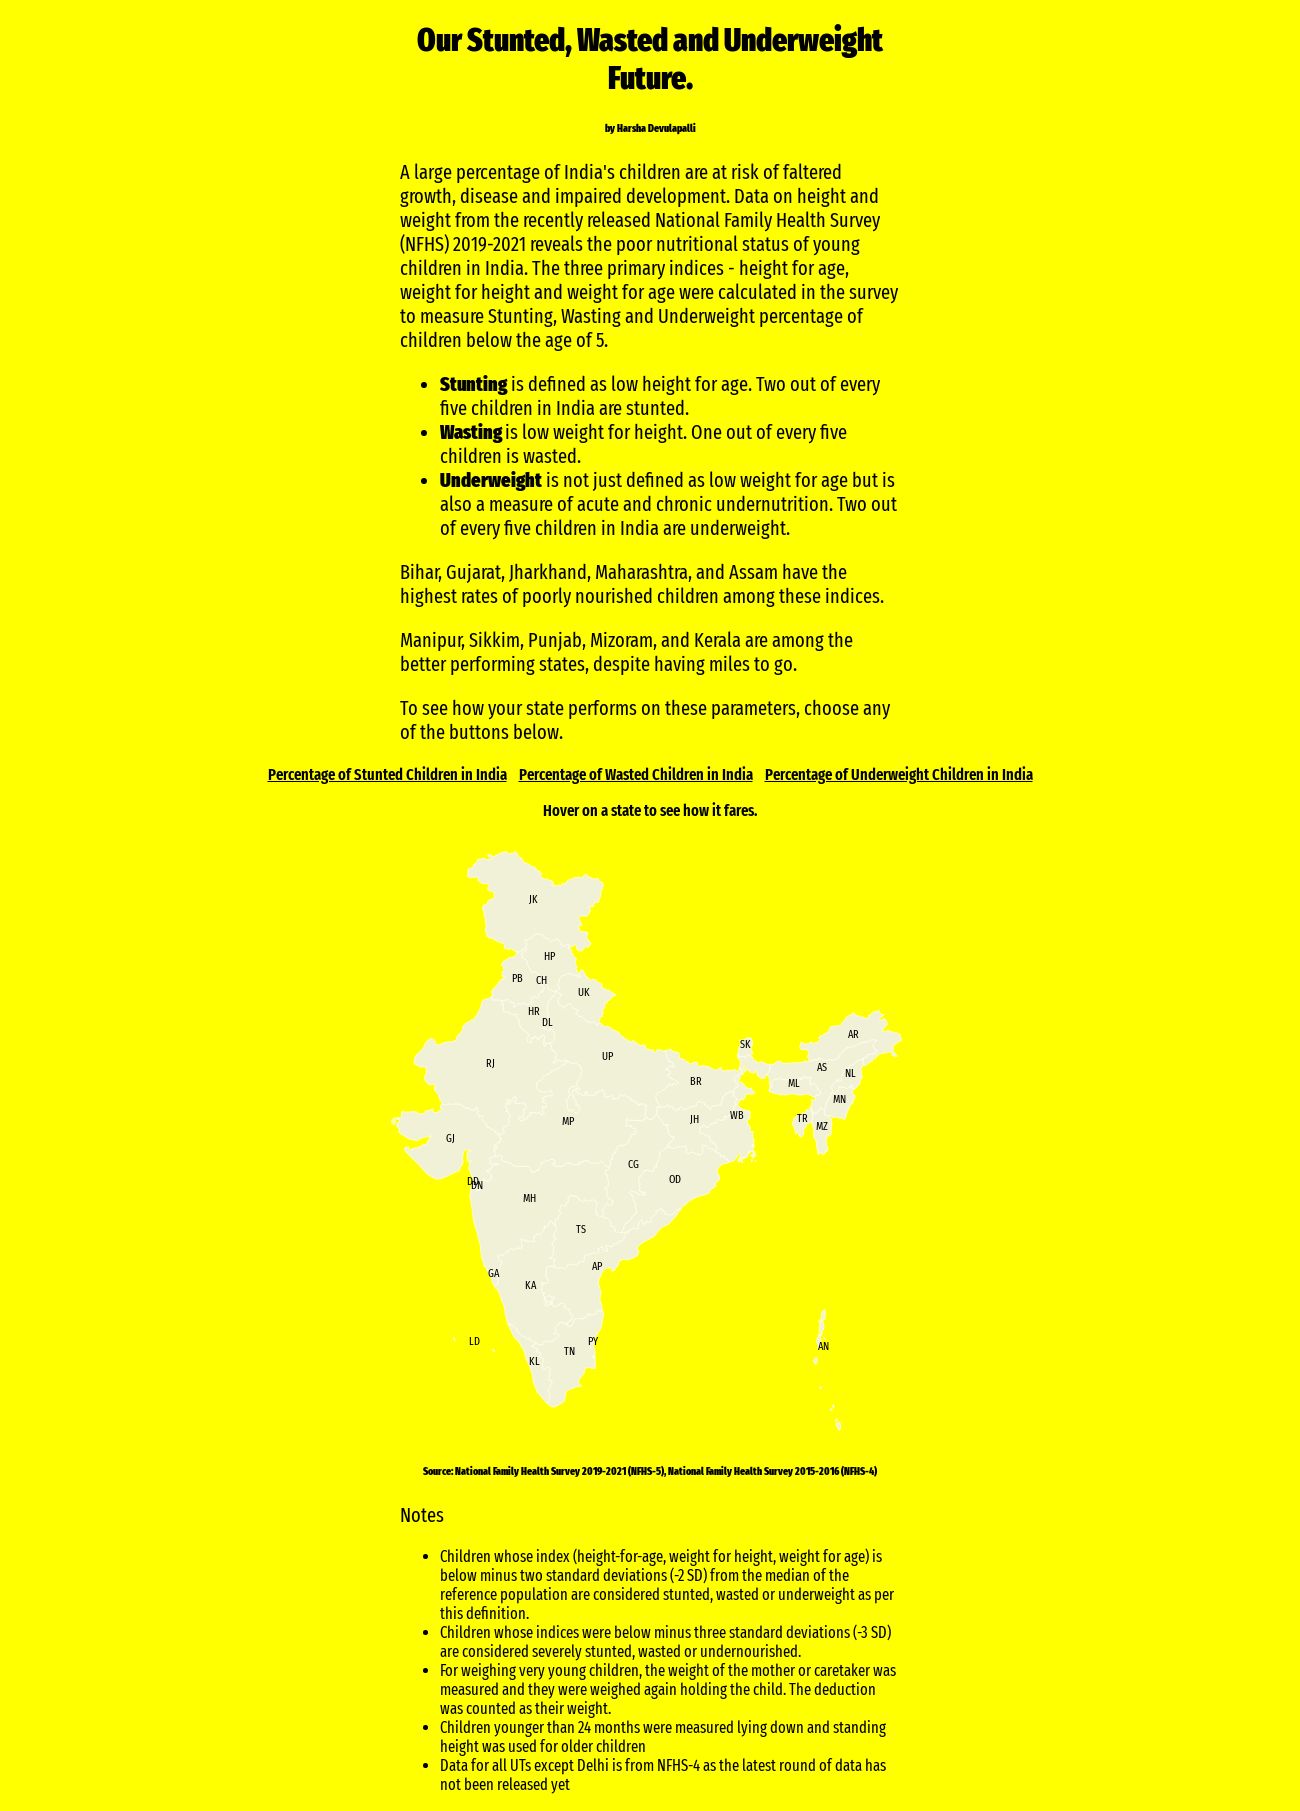 Our Stunted, Wasted and Underweight
Future.
by Harsha Devulapalli
A large percentage of India's children are at risk of faltered
growth, disease and impaired development. Data on height and
weight from the recently released National Family Health Survey
(NFHS) 2019-2021 reveals the poor nutritional status of young
children in India. The three primary indices - height for age,
weight for height and weight for age were calculated in the survey
to measure Stunting, Wasting and Underweight percentage of
children below the age of 5.
• Stunting is defined as low height for age. Two out of every
five children in India are stunted.
• Wasting is low weight for height. One out of every five
children is wasted.
• Underweight is not just defined as low weight for age but is
also a measure of acute and chronic undernutrition. Two out
of every five children in India are underweight.
Bihar, Gujarat, Jharkhand, Maharashtra, and Assam have the
highest rates of poorly nourished children among these indices.
Manipur, Sikkim, Punjab, Mizoram, and Kerala are among the
better performing states, despite having miles to go.
To see how your state performs on these parameters, choose any
of the buttons below.
Percentage of Stunted Children in India Percentage of Wasted Children in India Percentage of Underweight Children in India
Hover on a state to see how it fares.
JK
HP
PB
CH
UK
HR
DL
AR
SK
UP
RJ
AS
NL
BR
ML
MN
WB
TR
JH
MP
MZ
GJ
CG
OD
DD
DN
MH
TS
AP
GA
KA
LD
PY
AN
TN
KL
Source: National Family Health Survey 2019-2021 (NFHS-5), National Family Health Survey 2015-2016 (NFHS-4)
Notes
• Children whose index (height-for-age, weight for height, weight for age) is
below minus two standard deviations (-2 SD) from the median of the
reference population are considered stunted, wasted or underweight as per
this definition.
• Children whose indices were below minus three standard deviations (-3 SD)
are considered severely stunted, wasted or undernourished.
• For weighing very young children, the weight of the mother or caretaker was
measured and they were weighed again holding the child. The deduction
was counted as their weight.
• Children younger than 24 months were measured lying down and standing
height was used for older children
• Data for all UTs except Delhi is from NFHS-4 as the latest round of data has
not been released yet